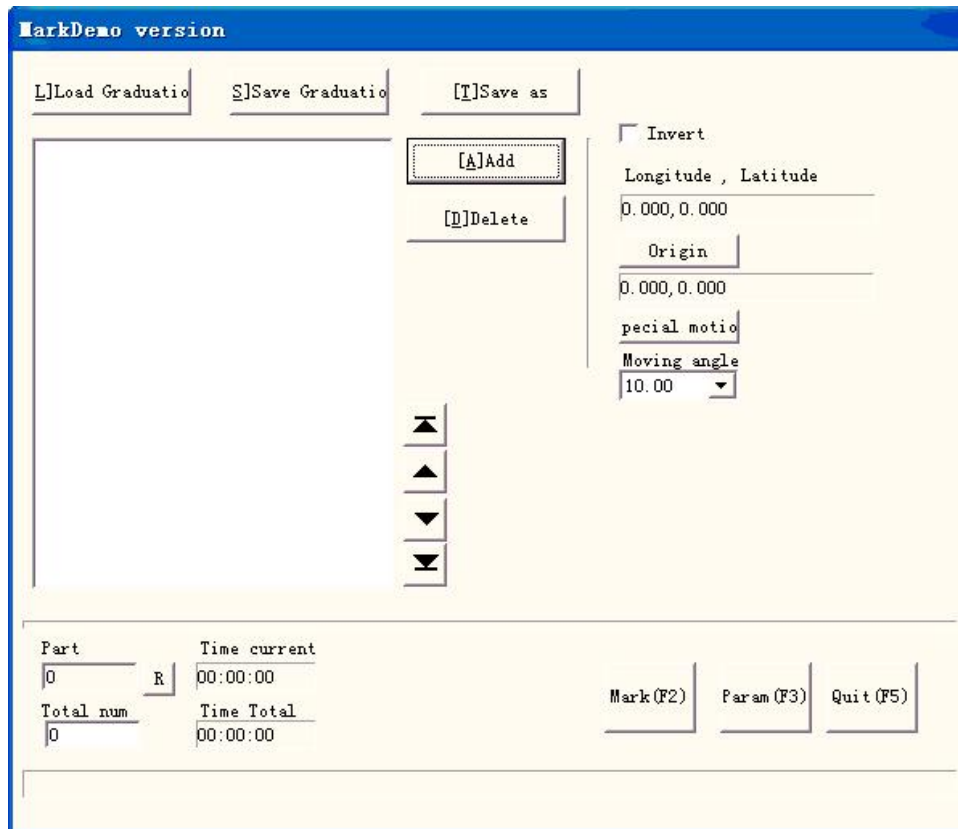 MarkDemo version
L]Load Graduatio
S]Save Graduatio
[T]Save as
[A]Add
[D]Delete
Invert
Longitude , Latitude
0.000,0.000
Origin
0.000,0.000
pecial motio
Moving angle
10.00
Part
0
R
Time current
00:00:00
Total num
0
Time Total
00:00:00
Mark(F2)
Param(F3)
Quit(F5)